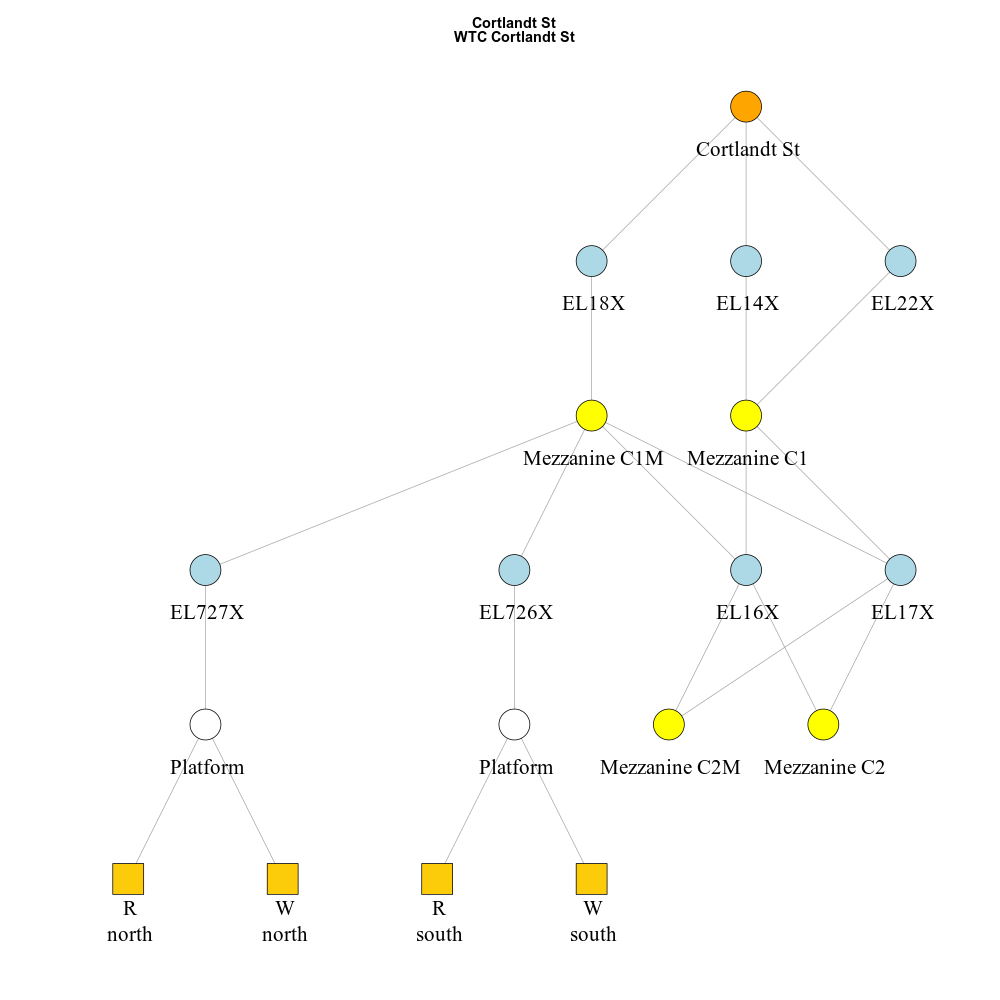 Cortlandt St
WTC Cortlandt St
Cortlandt St
EL18X
EL14X
EL22X
Mezzanine C1M
Mezzanine C1
EL727X
EL726X
EL16X
EL17X
Platform
Platform
Mezzanine C2M
Mezzanine C2
R
north
W
north
R
south
W
south